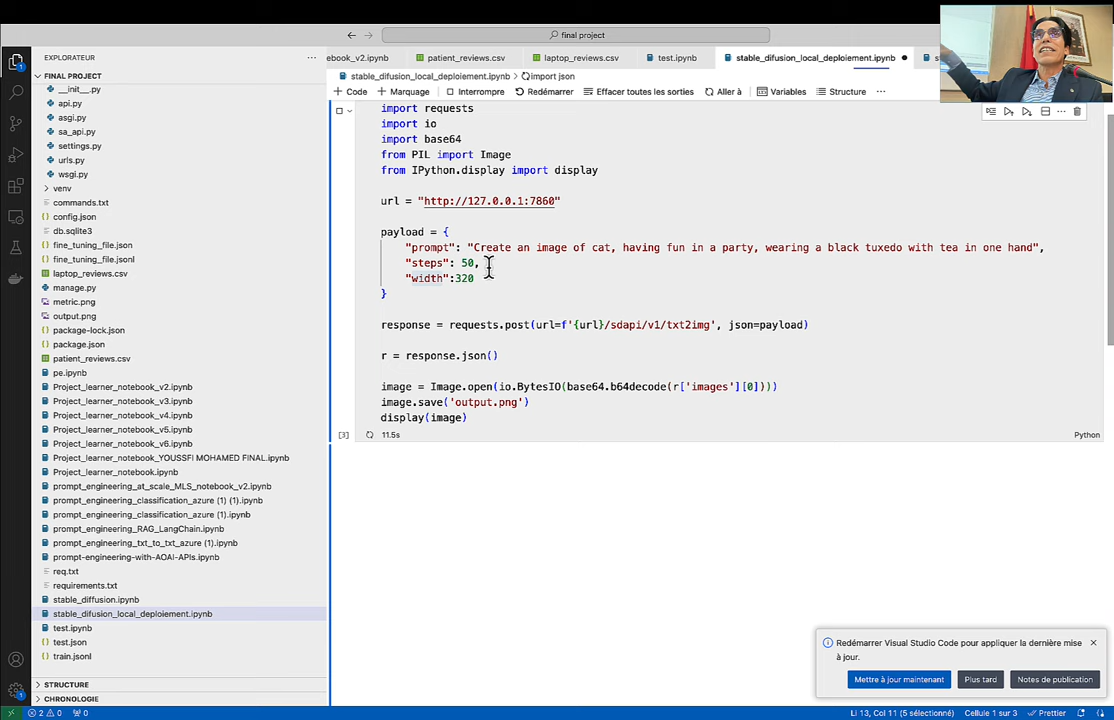 final project
EXPLORATEUR
FINAL PROJECT
__init__.py
api.py
asgi.py
sa_api.py
settings.py
urls.py
wsgi.py
venv
commands.txt
config.json
db.sqlite3
fine_tuning_file.json
fine_tuning_file.jsonl
laptop_reviews.csv
manage.py
metric.png
output.png
package-lock.json
package.json
patient_reviews.csv
pe.ipynb
Project_learner_notebook_v2.ipynb
Project_learner_notebook_v3.ipynb
Project_learner_notebook_v4.ipynb
Project_learner_notebook_v5.ipynb
Project_learner_notebook_v6.ipynb
Project_learner_notebook_YOUSSFI MOHAMED FINAL.ipynb
Project_learner_notebook.ipynb
prompt_engineering_at_scale_MLS_notebook_v2.ipynb
prompt_engineering_classification_azure (1) (1).ipynb
prompt_engineering_classification_azure (1).ipynb
prompt_engineering_RAG_LangChain.ipynb
prompt_engineering_txt_to_txt_azure (1).ipynb
prompt-engineering-with-AOAI-APIs.ipynb
req.txt
requirements.txt
stable_diffusion.ipynb
stable_difusion_local_deploiement.ipynb
test.ipynb
test.json
train.jsonl
STRUCTURE
CHRONOLOGIE
ebook_v2.ipynb patient_reviews.csv laptop_reviews.csv test.ipynb stable_difusion_local_deploiement.ipynb
stable_difusion_local_deploiement.ipynb > import json
+ Code + Marquage Interrompre Redémarrer Effacer toutes les sorties Aller à Variables Structure ...
import requests
import io
import base64
from PIL import Image
from IPython.display import display
url = "http://127.0.0.1:7860"
payload = {
"prompt": "Create an image of cat, having fun in a party, wearing a black tuxedo with tea in one hand",
"steps": 50,
"width":320
}
response = requests.post(url=f'{url}/sdapi/v1/txt2img', json=payload)
r = response.json()
image = Image.open(io.BytesIO(base64.b64decode(r['images'][0])))
image.save('output.png')
display(image)
[3] 11.5s Python
Redémarrer Visual Studio Code pour appliquer la dernière mise
à jour.
Mettre à jour maintenant Plus tard Notes de publication
2 0 0 Li 13, Col 11 (5 sélectionné) Cellule 1 sur 3 Prettier